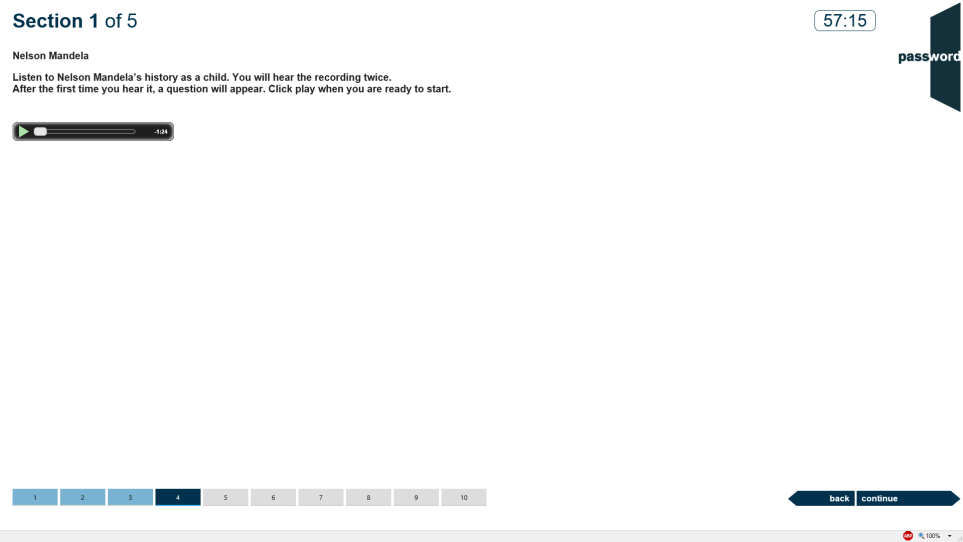 Section 1 of 5
57:15
password
Nelson Mandela
Listen to Nelson Mandela's history as a child. You will hear the recording twice.
After the first time you hear it, a question will appear. Click play when you are ready to start.
-1:24
1 2 3 4 5 6 7 8 9 10
back continue
ABP 100%